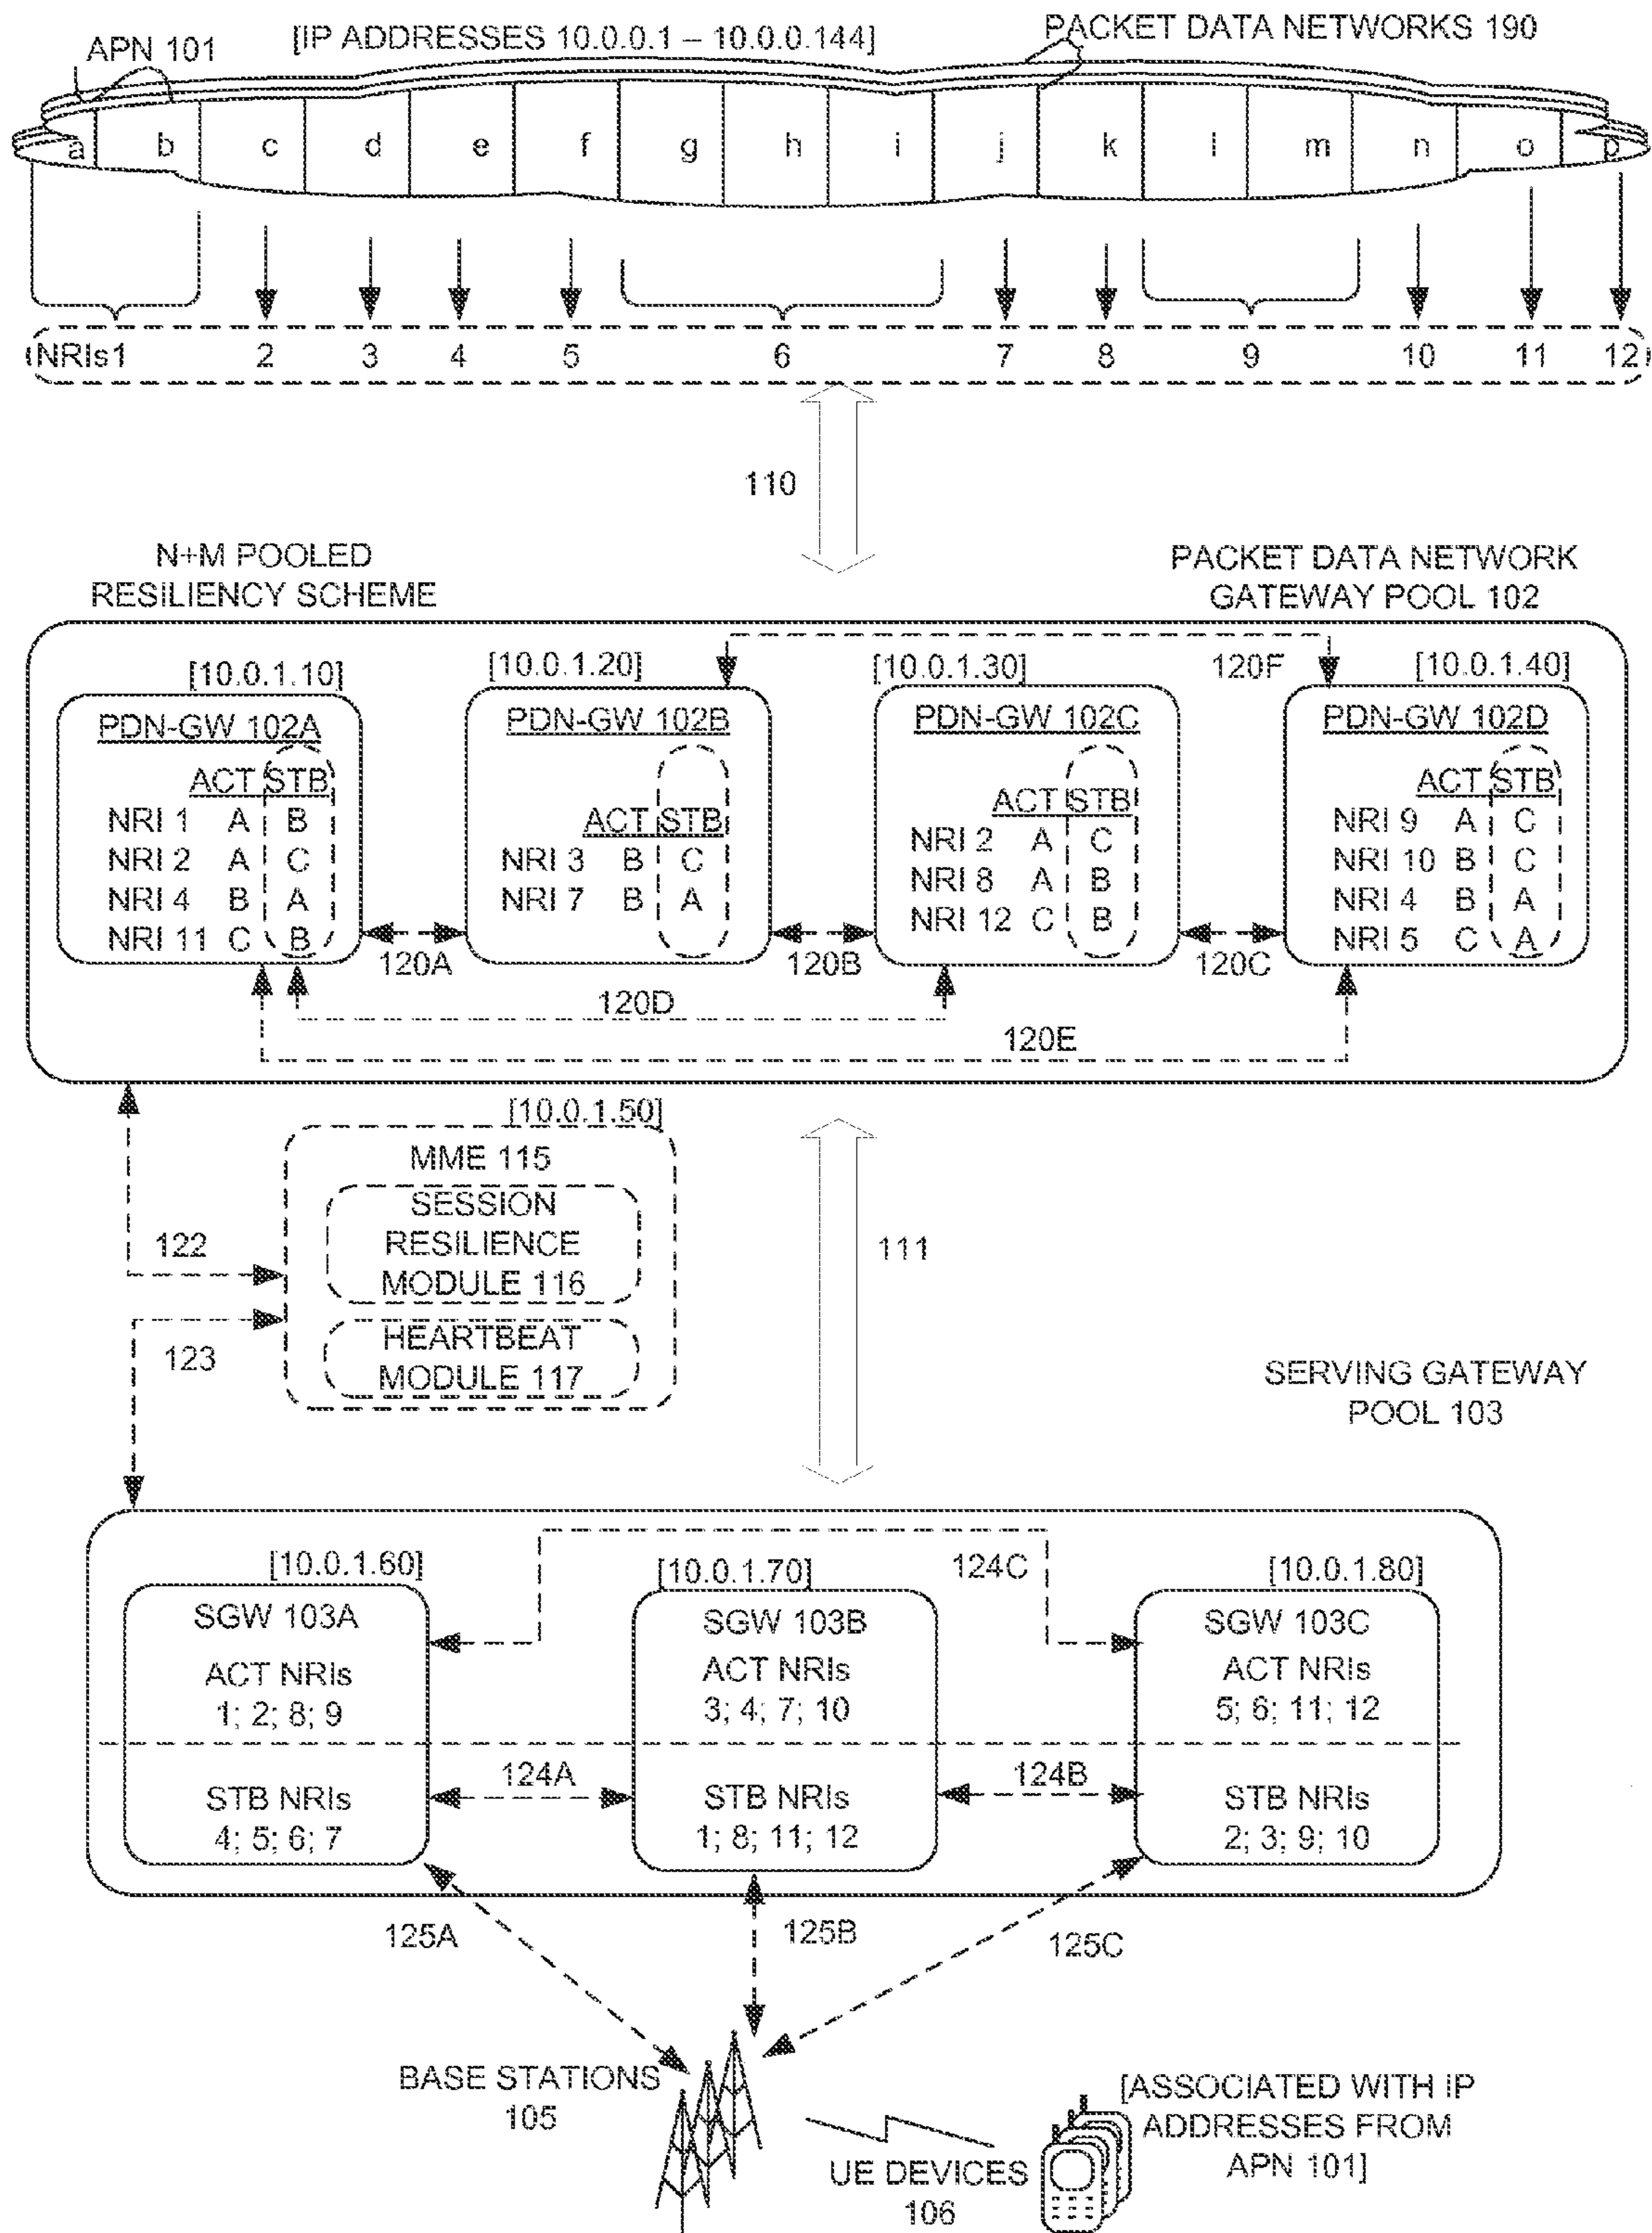 APN 101
[IP ADDRESSES 10.0.0.1 – 10.0.0.144]
PACKET DATA NETWORKS 190
a b c d e f g h i j k l m n o p
NRIs 1 2 3 4 5 6 7 8 9 10 11 12
110
N+M POOLED
RESILIENCY SCHEME
PACKET DATA NETWORK
GATEWAY POOL 102
120F
[10.0.1.10]
PDN-GW 102A
ACT STB
NRI 1 A B
NRI 2 A C
NRI 4 B A
NRI 11 C B
[10.0.1.20]
PDN-GW 102B
ACT STB
NRI 3 B C
NRI 7 B A
[10.0.1.30]
PDN-GW 102C
ACT STB
NRI 2 A C
NRI 8 A B
NRI 12 C B
[10.0.1.40]
PDN-GW 102D
ACT STB
NRI 9 A C
NRI 10 B C
NRI 4 B A
NRI 5 C A
120A
120B
120C
120D
120E
[10.0.1.50]
MME 115
SESSION
RESILIENCE
MODULE 116
HEARTBEAT
MODULE 117
122
123
111
SERVING GATEWAY
POOL 103
[10.0.1.60]
SGW 103A
ACT NRIs
1; 2; 8; 9
STB NRIs
4; 5; 6; 7
124A
[10.0.1.70]
SGW 103B
ACT NRIs
3; 4; 7; 10
STB NRIs
1; 8; 11; 12
124B
124C
[10.0.1.80]
SGW 103C
ACT NRIs
5; 6; 11; 12
STB NRIs
2; 3; 9; 10
125A
125B
125C
BASE STATIONS
105
UE DEVICES
106
[ASSOCIATED WITH IP
ADDRESSES FROM
APN 101]